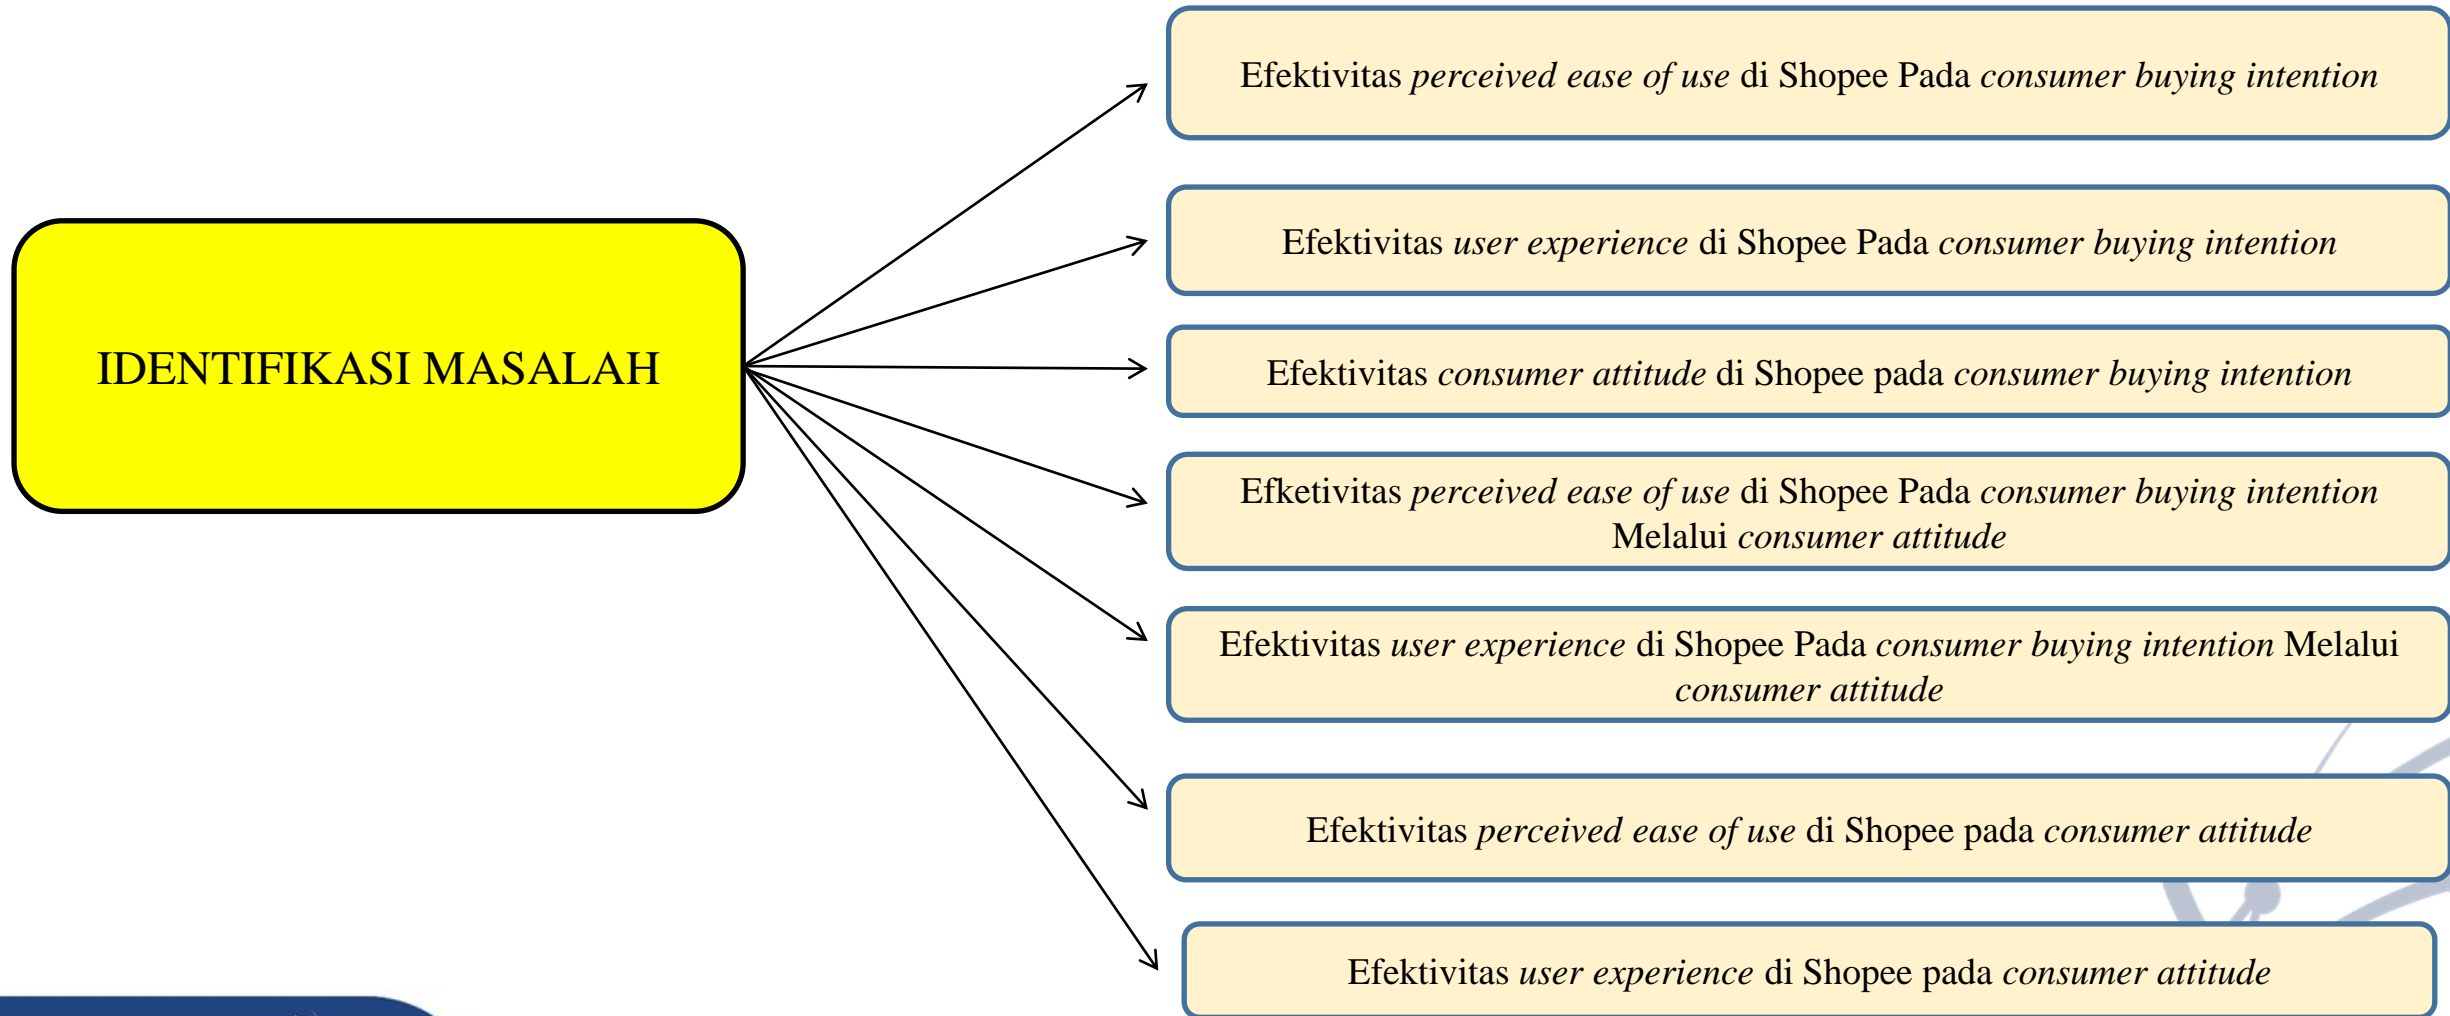 IDENTIFIKASI MASALAH
Efektivitas perceived ease of use di Shopee Pada consumer buying intention
Efektivitas user experience di Shopee Pada consumer buying intention
Efektivitas consumer attitude di Shopee pada consumer buying intention
Efketivitas perceived ease of use di Shopee Pada consumer buying intention
Melalui consumer attitude
Efektivitas user experience di Shopee Pada consumer buying intention Melalui
consumer attitude
Efektivitas perceived ease of use di Shopee pada consumer attitude
Efektivitas user experience di Shopee pada consumer attitude